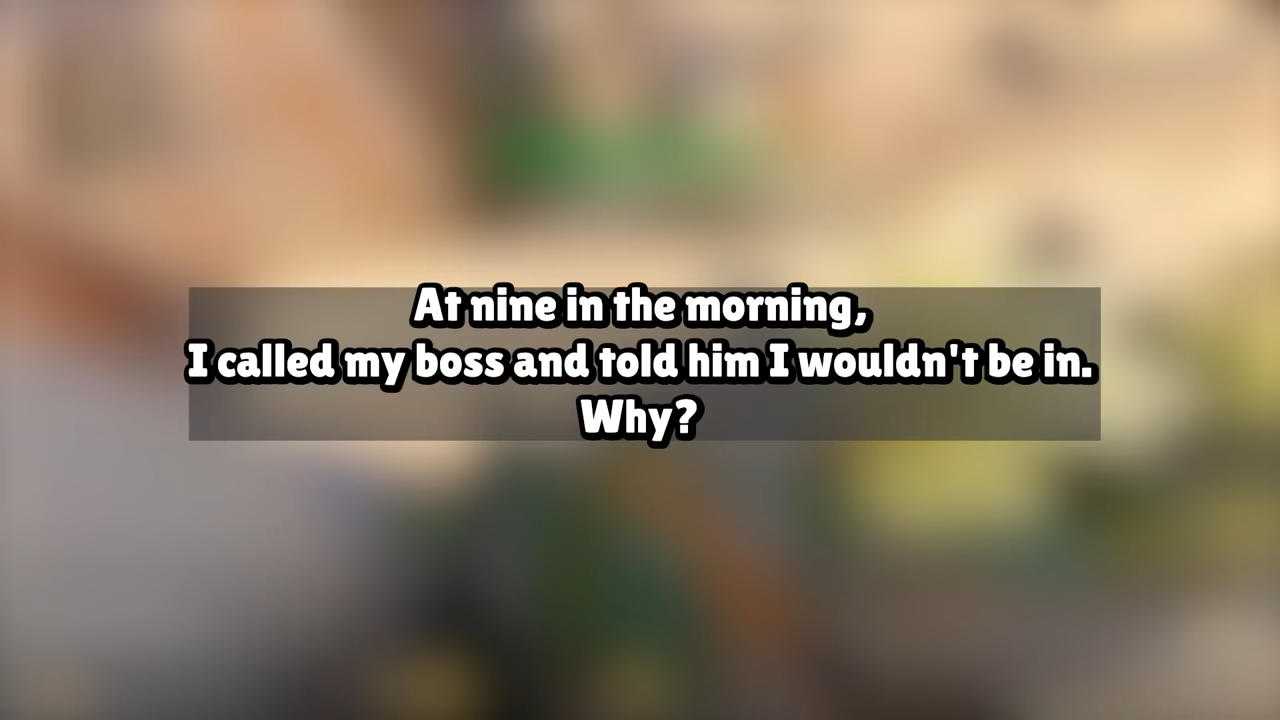 At nine in the morning,
I called my boss and told him I wouldn't be in.
Why?